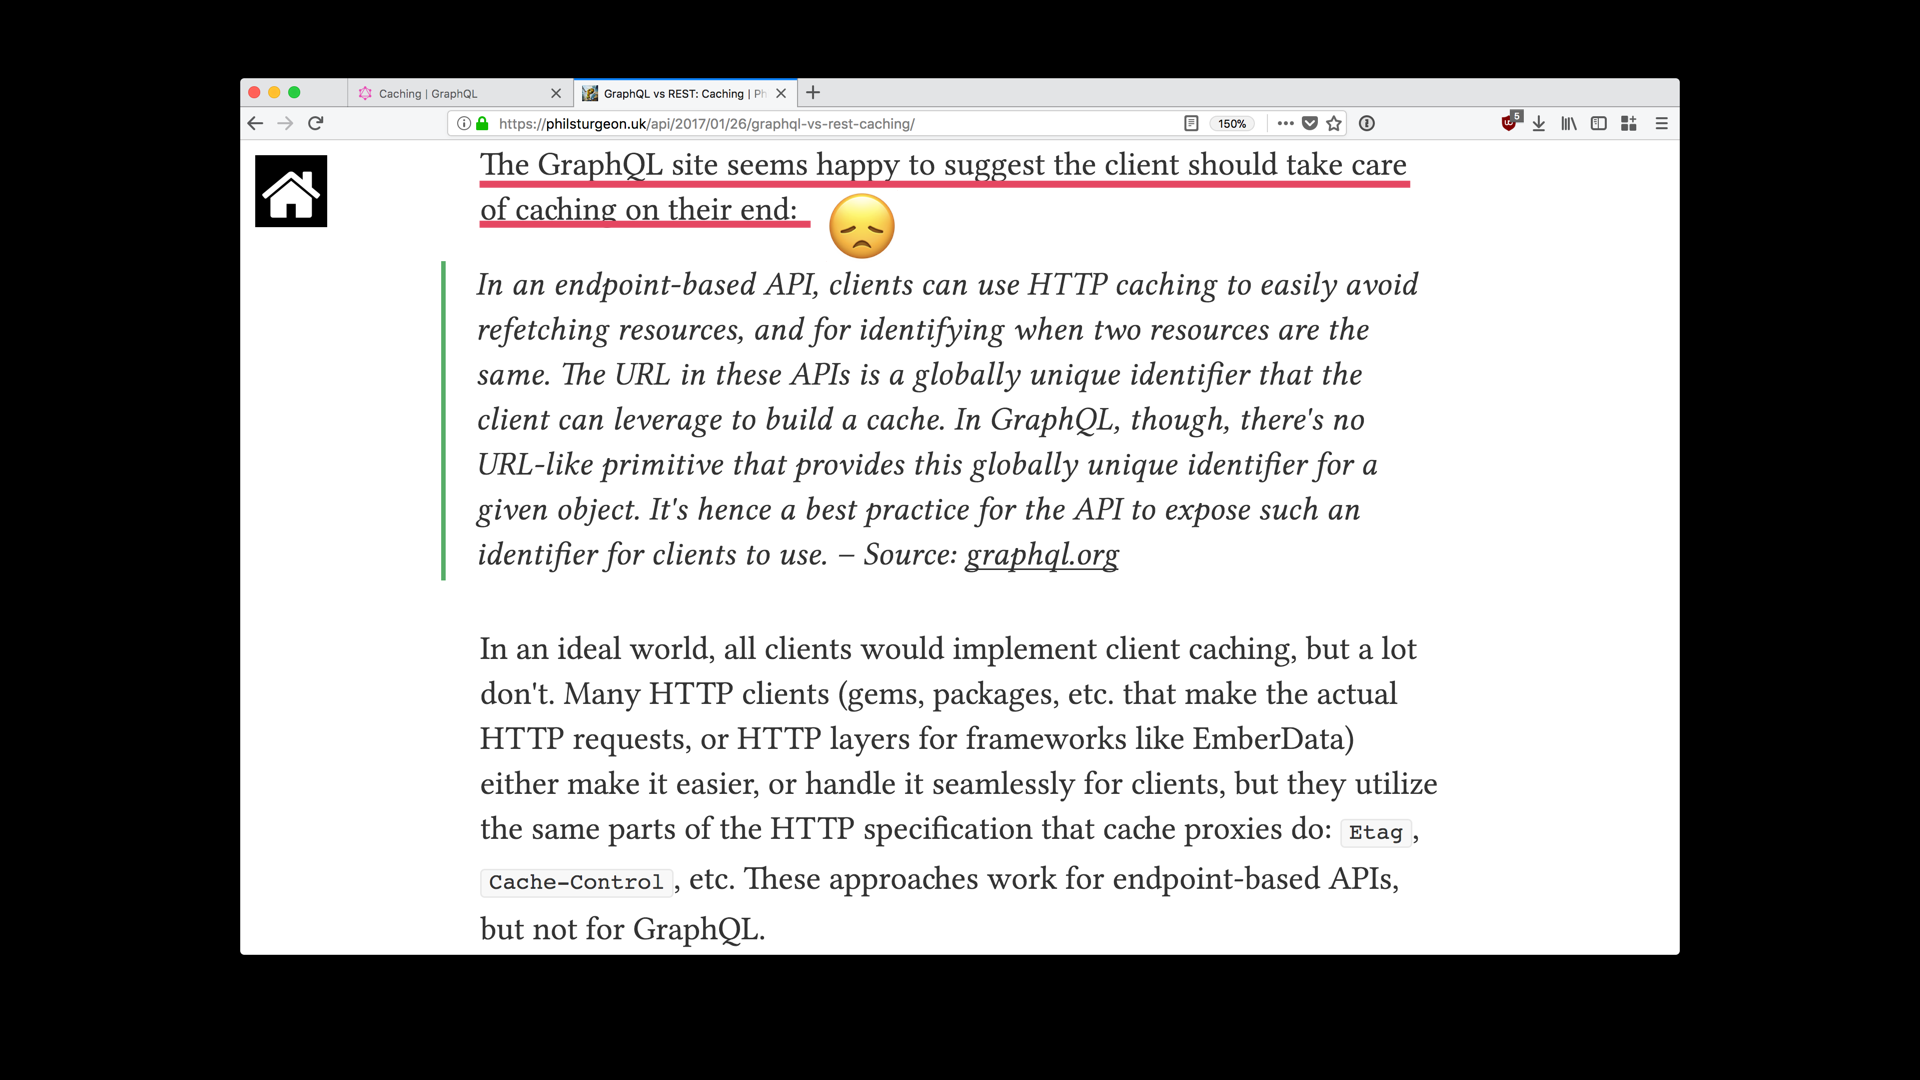 Caching | GraphQL
GraphQL vs REST: Caching | Ph
https://philsturgeon.uk/api/2017/01/26/graphql-vs-rest-caching/
150%
5
The GraphQL site seems happy to suggest the client should take care
of caching on their end:
In an endpoint-based API, clients can use HTTP caching to easily avoid
refetching resources, and for identifying when two resources are the
same. The URL in these APIs is a globally unique identifier that the
client can leverage to build a cache. In GraphQL, though, there's no
URL-like primitive that provides this globally unique identifier for a
given object. It's hence a best practice for the API to expose such an
identifier for clients to use. – Source: graphql.org
In an ideal world, all clients would implement client caching, but a lot
don't. Many HTTP clients (gems, packages, etc. that make the actual
HTTP requests, or HTTP layers for frameworks like EmberData)
either make it easier, or handle it seamlessly for clients, but they utilize
the same parts of the HTTP specification that cache proxies do: Etag,
Cache-Control, etc. These approaches work for endpoint-based APIs,
but not for GraphQL.